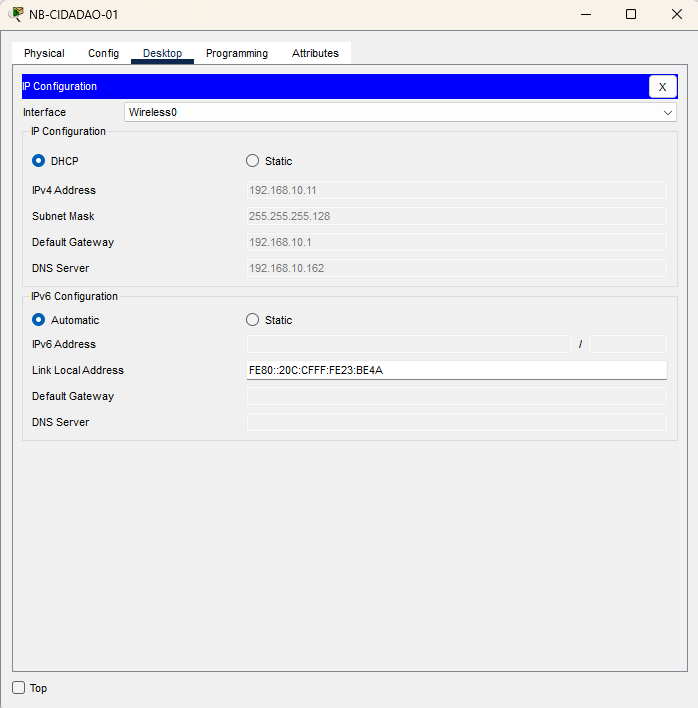 NB-CIDADAO-01
Physical Config Desktop Programming Attributes
IP Configuration X
Interface Wireless0
IP Configuration
DHCP Static
IPv4 Address 192.168.10.11
Subnet Mask 255.255.255.128
Default Gateway 192.168.10.1
DNS Server 192.168.10.162
IPv6 Configuration
Automatic Static
IPv6 Address /
Link Local Address FE80::20C:CFFF:FE23:BE4A
Default Gateway
DNS Server
Top